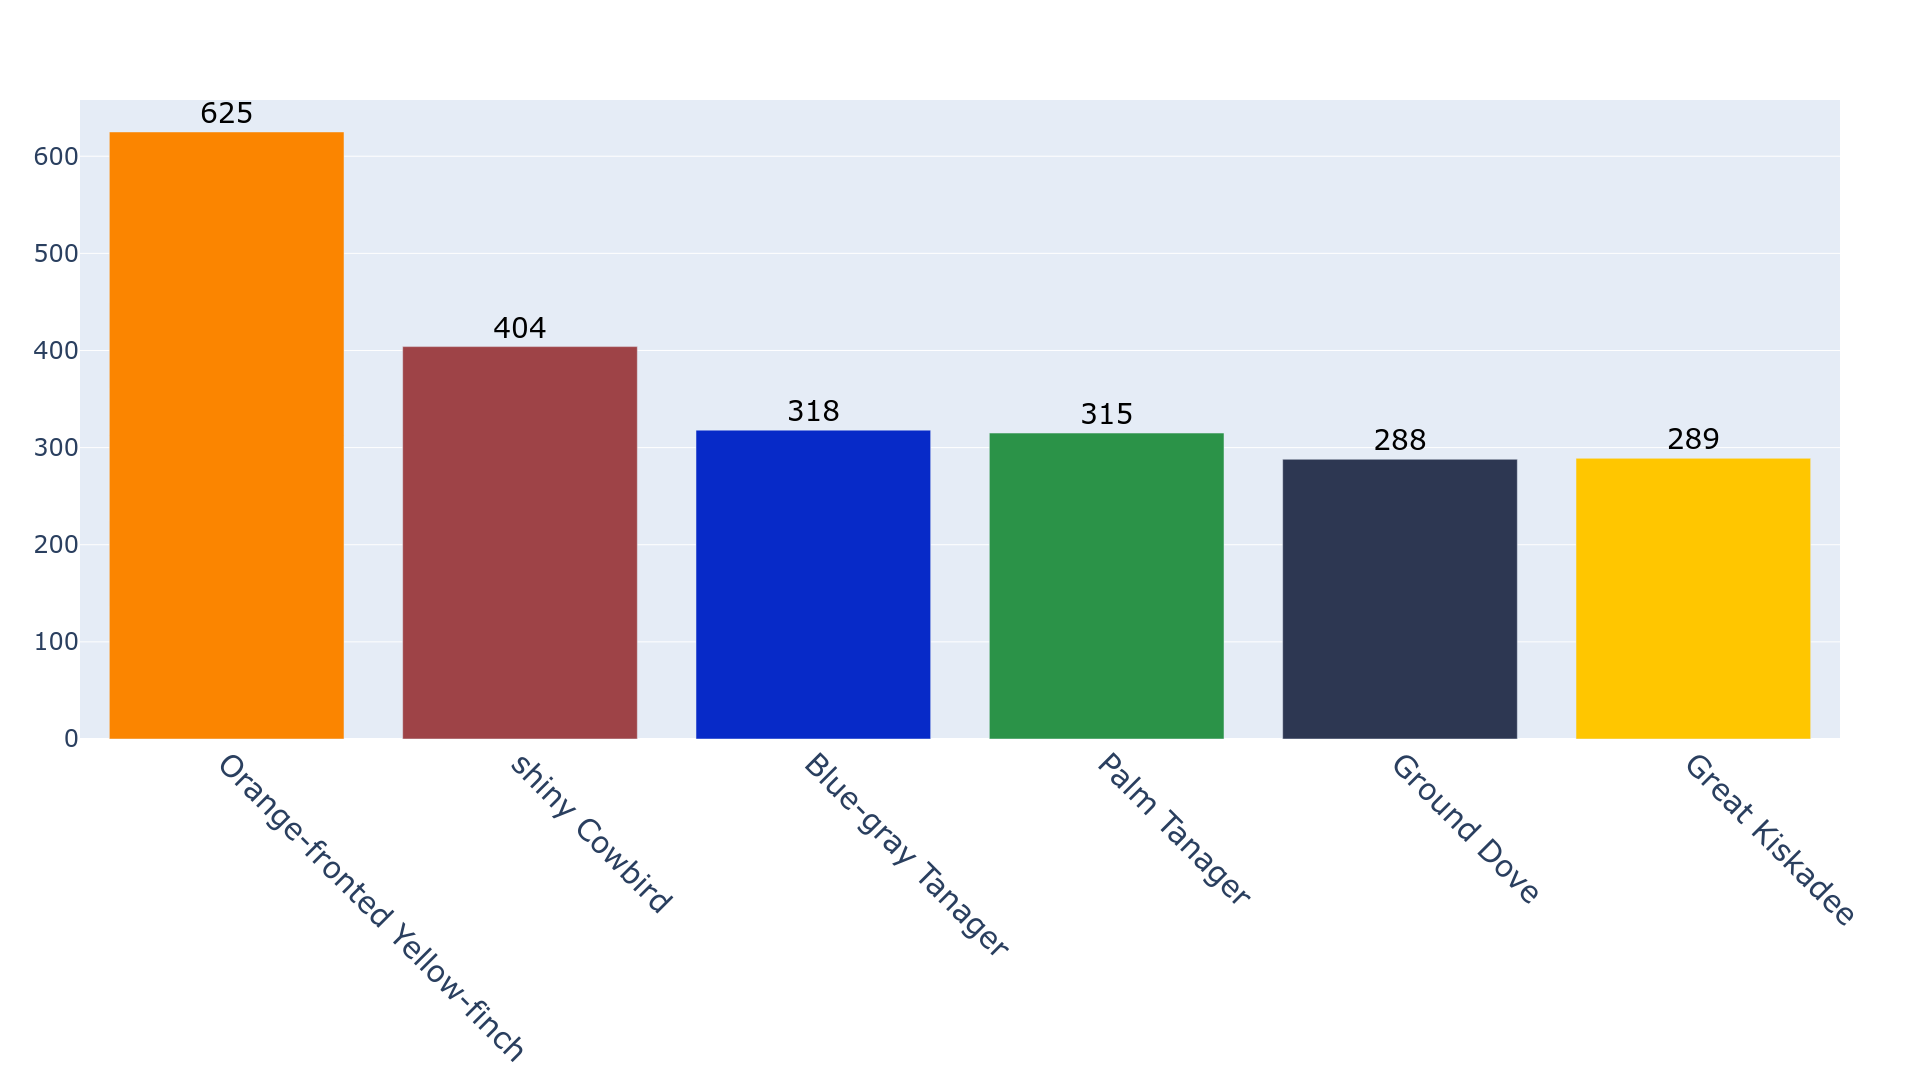 625
600
500
404
400
318
315
300
288
289
200
100
0
Orange-fronted Yellow-finch
shiny Cowbird
Blue-gray Tanager
Palm Tanager
Ground Dove
Great Kiskadee